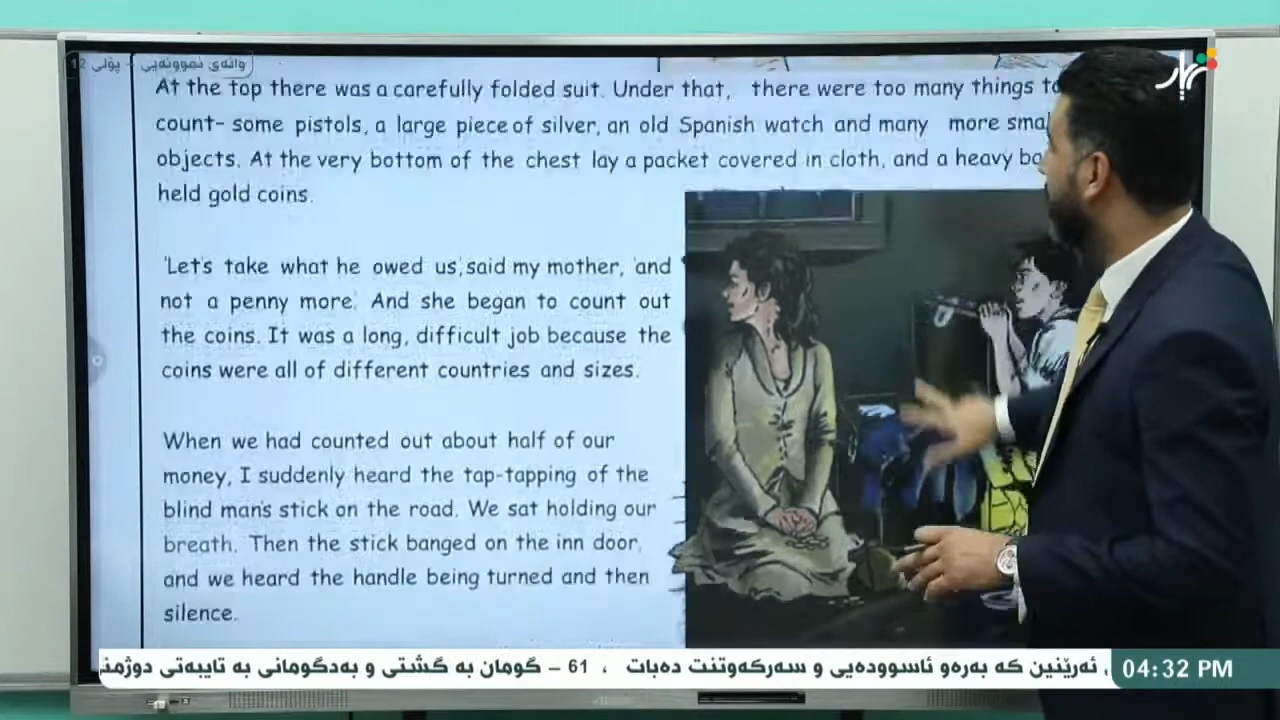 وانەی نموونەیی - پۆلی 12
At the top there was a carefully folded suit. Under that, there were too many things to
count- some pistols, a large piece of silver, an old Spanish watch and many more
objects. At the very bottom of the chest lay a packet covered in cloth, and a heavy
held gold coins.
'Let's take what he owed us,' said my mother, 'and
not a penny more.' And she began to count out
the coins. It was a long, difficult job because the
coins were all of different countries and sizes.
When we had counted out about half of our
money, I suddenly heard the tap-tapping of the
blind man's stick on the road. We sat holding our
breath. Then the stick banged on the inn door,
and we heard the handle being turned and then
silence.
ئەرێنین کە بەرەو ئاسوودەیی و سەرکەوتنت دەبات ، 61 – گومان بە گشتی و بەدگومانی بە تایبەتی
04:32 PM